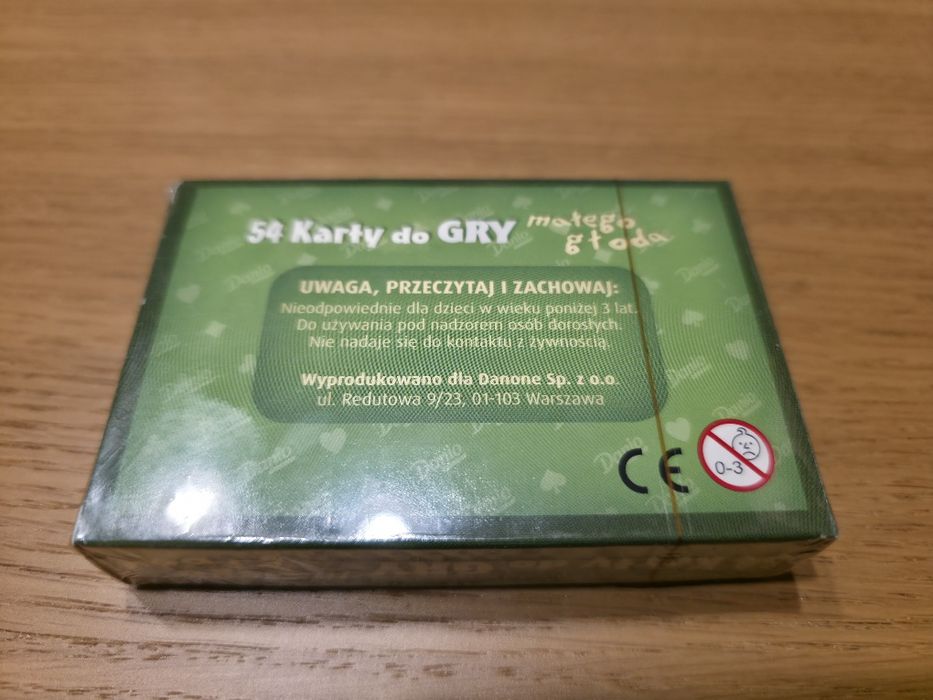 54 Karty do GRY małego głoda
UWAGA, PRZECZYTAJ I ZACHOWAJ:
Nieodpowiednie dla dzieci w wieku poniżej 3 lat.
Do używania pod nadzorem osób dorosłych.
Nie nadaje się do kontaktu z żywnością.
Wyprodukowano dla Danone Sp. z o.o.
ul. Redutowa 9/23, 01-103 Warszawa
CE
0-3
Danio